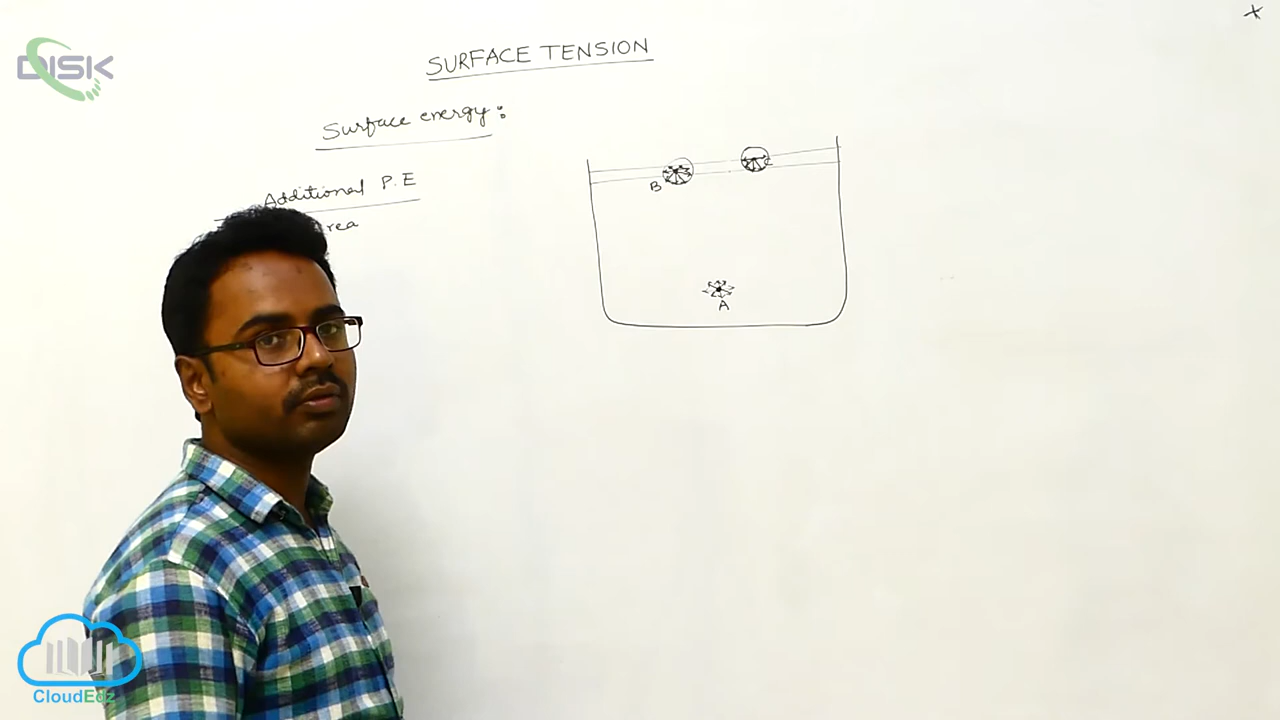 SURFACE TENSION
DISK
Surface energy:
Additional P.E
B
C
A
CloudEdz